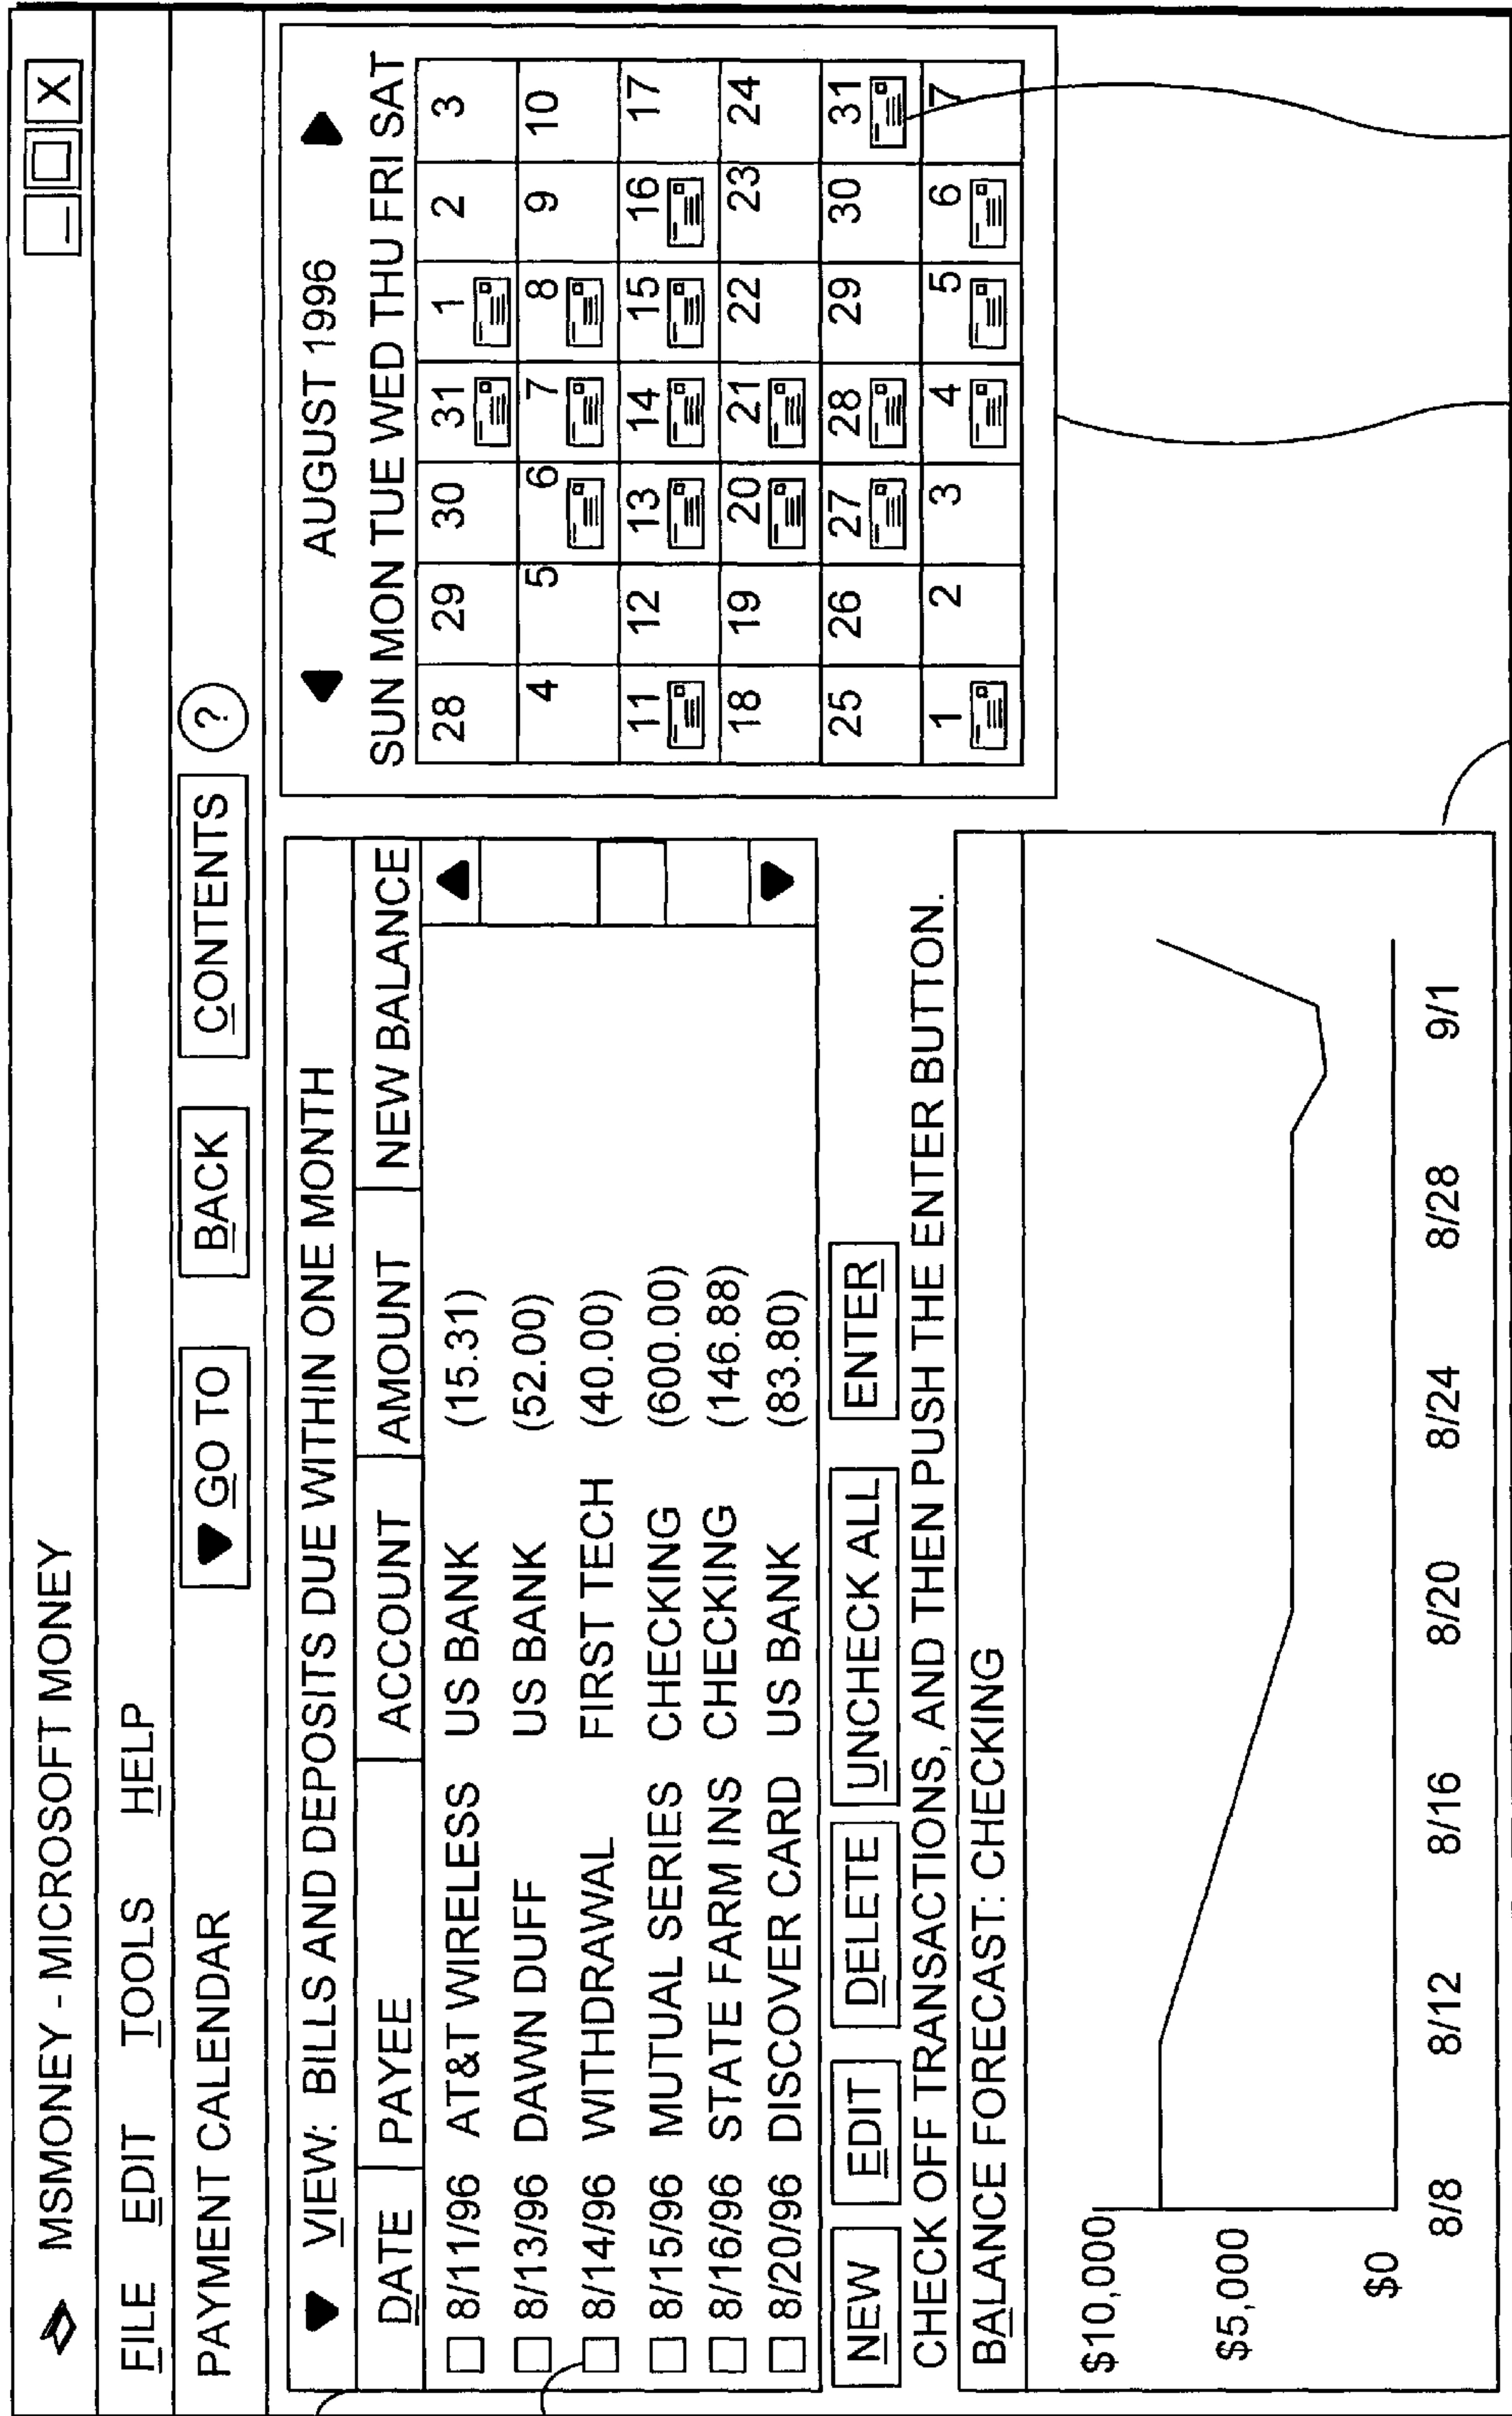 MSMONEY - MICROSOFT MONEY
_ X
FILE EDIT TOOLS HELP
PAYMENT CALENDAR GO TO BACK CONTENTS ?
VIEW: BILLS AND DEPOSITS DUE WITHIN ONE MONTH
DATE PAYEE ACCOUNT AMOUNT NEW BALANCE
8/11/96 AT&T WIRELESS US BANK (15.31)
8/13/96 DAWN DUFF US BANK (52.00)
8/14/96 WITHDRAWAL FIRST TECH (40.00)
8/15/96 MUTUAL SERIES CHECKING (600.00)
8/16/96 STATE FARM INS CHECKING (146.88)
8/20/96 DISCOVER CARD US BANK (83.80)
NEW EDIT DELETE UNCHECK ALL ENTER
CHECK OFF TRANSACTIONS, AND THEN PUSH THE ENTER BUTTON.
BALANCE FORECAST: CHECKING
$10,000
$5,000
$0
8/8 8/12 8/16 8/20 8/24 8/28 9/1
AUGUST 1996
SUN MON TUE WED THU FRI SAT
28 29 30 31 1 2 3
4 5 6 7 8 9 10
11 12 13 14 15 16 17
18 19 20 21 22 23 24
25 26 27 28 29 30 31
1 2 3 4 5 6 7